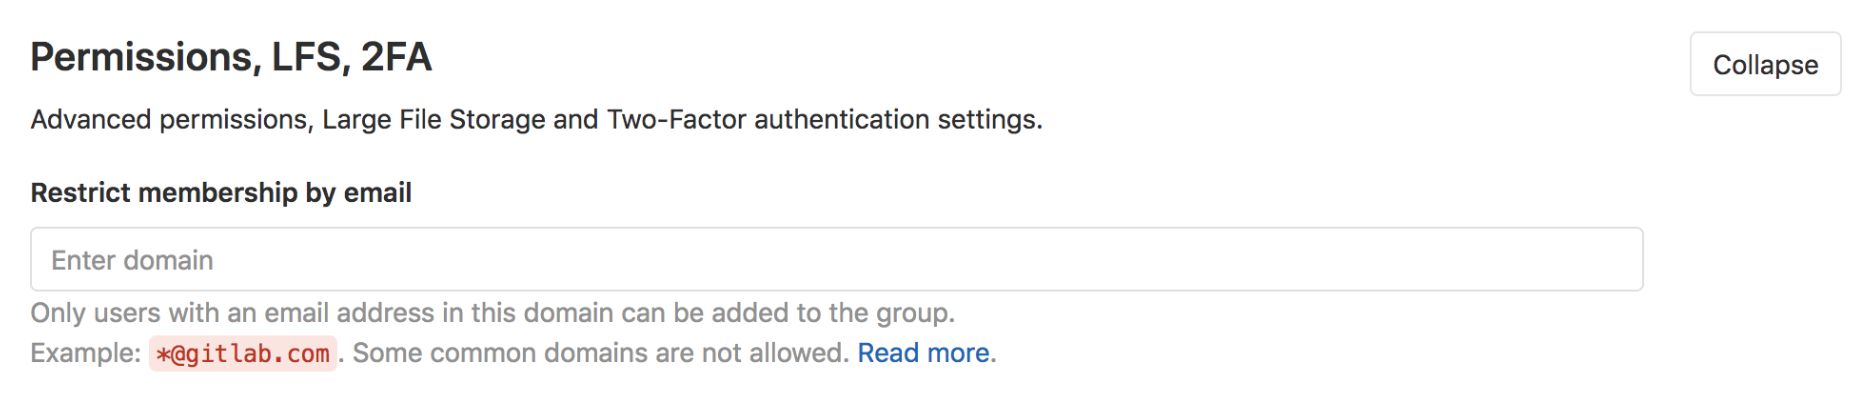 Permissions, LFS, 2FA
Collapse
Advanced permissions, Large File Storage and Two-Factor authentication settings.
Restrict membership by email
Enter domain
Only users with an email address in this domain can be added to the group.
Example: *@gitlab.com. Some common domains are not allowed. Read more.